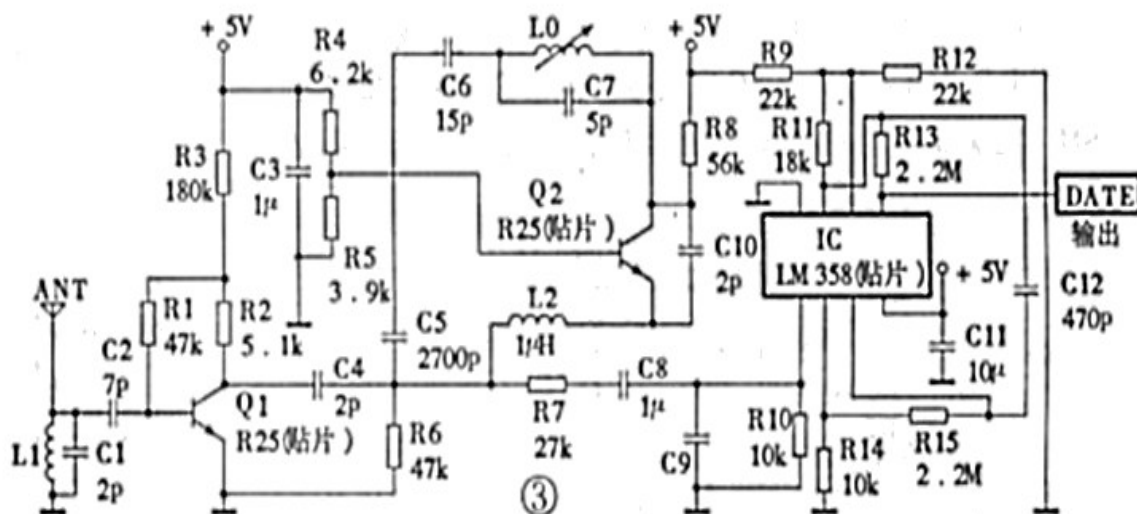 + 5V
R4
6.2k
L0
C6
15p
C7
5p
+ 5V
R9
22k
R12
22k
R3
180k
C3
1μ
R8
56k
R11
18k
R13
2.2M
Q2
R25(贴片)
DATE
输出
IC
LM 358(贴片)
+ 5V
C10
2p
R5
3.9k
ANT
R1
47k
R2
5.1k
C5
2700p
L2
1μH
C12
470p
C11
10μ
C2
7p
C4
2p
C8
1μ
R7
27k
Q1
R25(贴片)
L1
C1
2p
R6
47k
C9
R10
10k
R14
10k
R15
2.2M
③